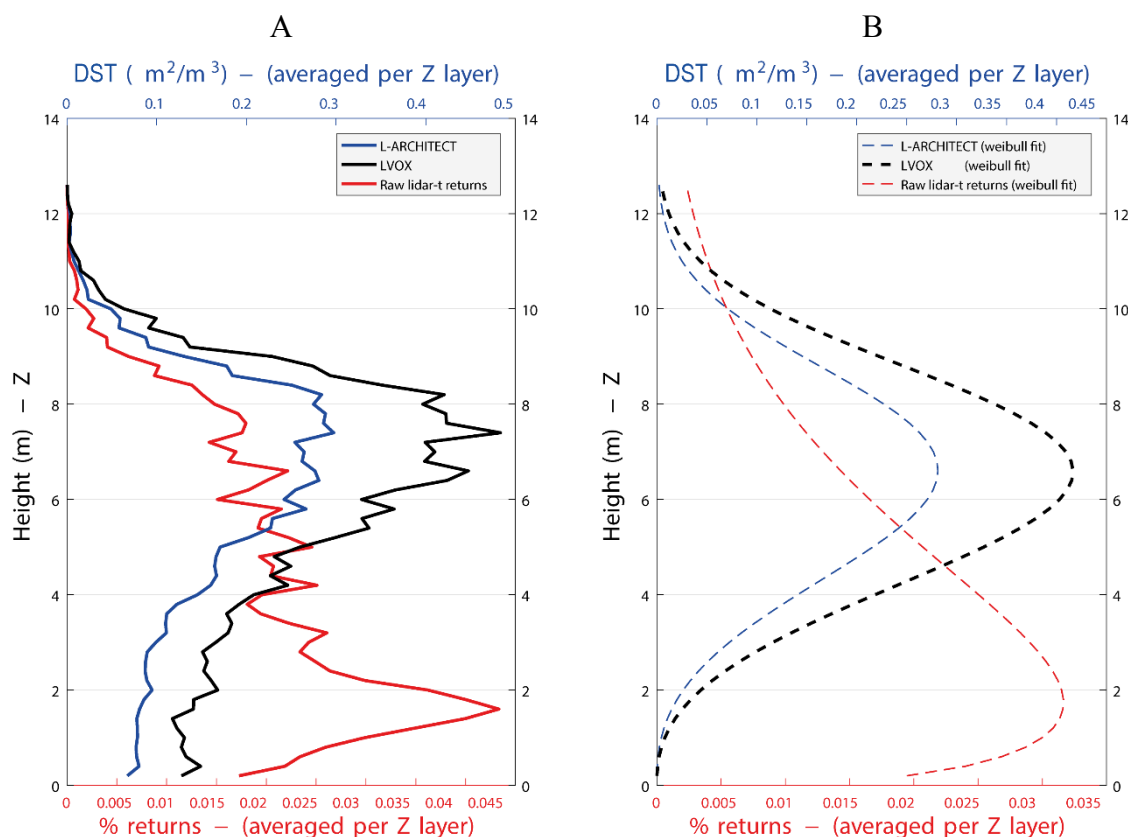 A
B
DST ( m²/m³) – (averaged per Z layer)
DST ( m²/m³) – (averaged per Z layer)
0 0.1 0.2 0.3 0.4 0.5
0 0.05 0.1 0.15 0.2 0.25 0.3 0.35 0.4 0.45
14 14
14 14
L-ARCHITECT
LVOX
Raw lidar-t returns
L-ARCHITECT (weibull fit)
LVOX (weibull fit)
Raw lidar-t returns (weibull fit)
12 12
12 12
10 10
10 10
8 8
8 8
6 6
6 6
4 4
4 4
2 2
2 2
0 0
0 0
Height (m) – Z
Height (m) – Z
0 0.005 0.01 0.015 0.02 0.025 0.03 0.035 0.04 0.045
0 0.005 0.01 0.015 0.02 0.025 0.03 0.035
% returns – (averaged per Z layer)
% returns – (averaged per Z layer)